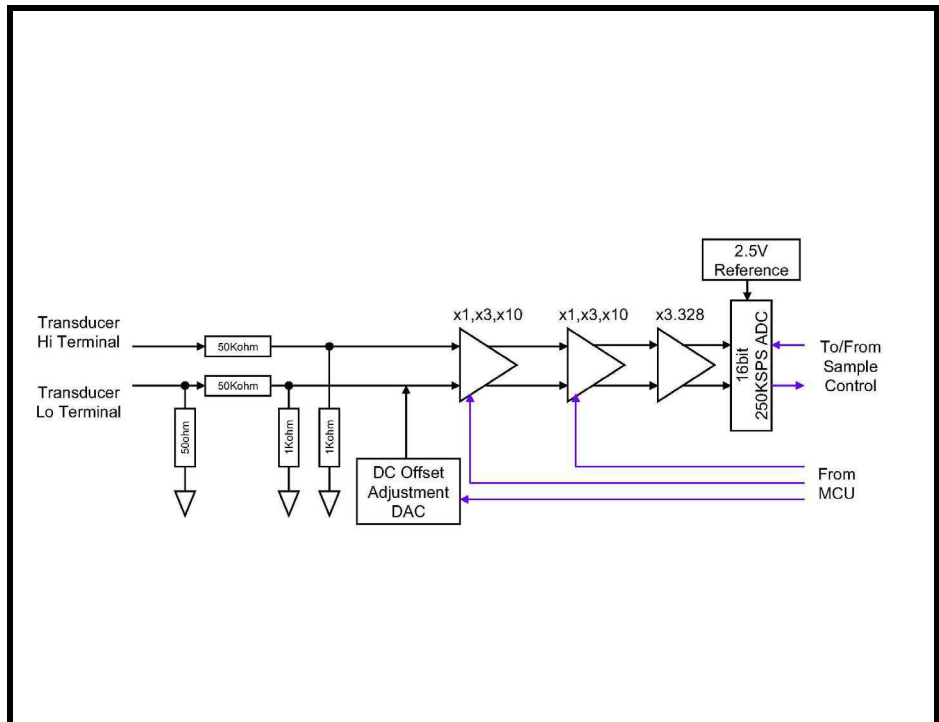 2.5V
Reference
x1,x3,x10
x1,x3,x10
x3.328
Transducer
Hi Terminal
50Kohm
16bit
250KSPS ADC
To/From
Sample
Control
Transducer
Lo Terminal
50Kohm
50ohm
1Kohm
1Kohm
DC Offset
Adjustment
DAC
From
MCU